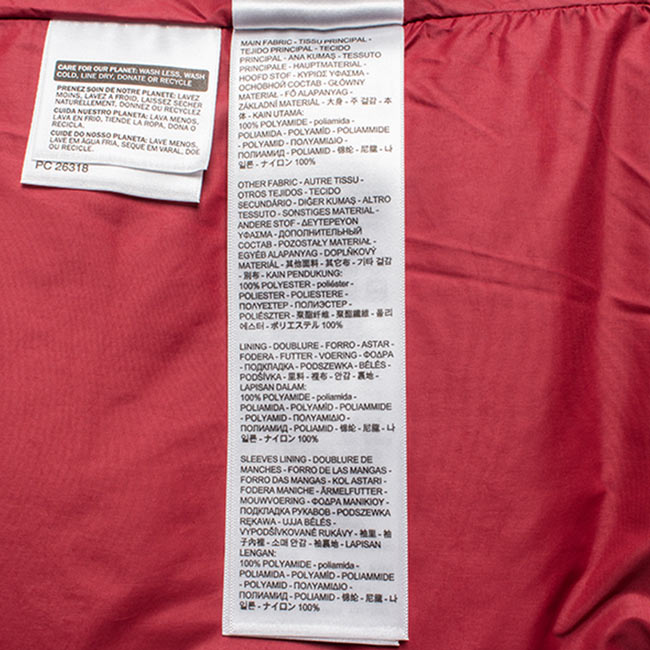 CARE FOR OUR PLANET: WASH LESS, WASH
COLD, LINE DRY, DONATE OR RECYCLE
PRENEZ SOIN DE NOTRE PLANÈTE: LAVEZ
MOINS, LAVEZ À FROID, LAISSEZ SECHER
NATURELLEMENT, DONNEZ OU RECYCLEZ
CUIDA NUESTRO PLANETA: LAVA MENOS,
LAVA EN FRIO, TIENDE LA ROPA, DONA O
RECICLA.
CUIDE DO NOSSO PLANETA: LAVE MENOS,
LAVE EM ÁGUA FRIA, SEQUE EM VARAL, DOE
OU RECICLE.
PC 26318
MAIN FABRIC - TISSU PRINCIPAL -
TEJIDO PRINCIPAL - TECIDO
PRINCIPAL - ANA KUMAŞ - TESSUTO
PRINCIPALE - HAUPTMATERIAL -
HOOFD STOF - ΚΥΡΙΩΣ ΥΦΑΣΜΑ -
ОСНОВНОЙ СОСТАВ - GŁÓWNY
MATERIAŁ - FŐ ALAPANYAG -
ZÁKLADNÍ MATERIÁL - 大身 - 주 걸감 - 本
体 - KAIN UTAMA:
100% POLYAMIDE - poliamida -
POLIAMIDA - POLYAMİD - POLIAMMIDE
- POLYAMID - ΠΟΛΥΑΜΙΔΙΟ -
ПОЛИАМИД - POLIAMID - 锦纶 - 尼龍 - 나
일론 - ナイロン 100%
OTHER FABRIC - AUTRE TISSU -
OTROS TEJIDOS - TECIDO
SECUNDÁRIO - DIĞER KUMAŞ - ALTRO
TESSUTO - SONSTIGES MATERIAL -
ANDERE STOF - ΔΕΥΤΕΡΕΥΟΝ
ΥΦΑΣΜΑ - ДОПОЛНИТЕЛЬНЫЙ
СОСТАВ - POZOSTAŁY MATERIAŁ -
EGYÉB ALAPANYAG - DOPLŇKOVÝ
MATERIÁL - 其他面料 - 其它布料 - 기타 걸감
- 別布 - KAIN PENDUKUNG:
100% POLYESTER - poliéster -
POLIESTER - POLIESTERE -
ΠΟΛΥΕΣΤΕΡ - ПОЛИЭСТЕР -
POLIÉSZTER - 聚酯纤维 - 聚酯纖維 - 폴리
에스터 - ポリエステル 100%
LINING - DOUBLURE - FORRO - ASTAR -
FODERA - FUTTER - VOERING - ΦΟΔΡΑ
- ПОДКЛАДКА - PODSZEWKA - BÉLÉS -
PODŠÍVKA - 里料 - 裡布 - 안감 - 裏地 -
LAPISAN DALAM:
100% POLYAMIDE - poliamida -
POLIAMIDA - POLYAMİD - POLIAMMIDE
- POLYAMID - ΠΟΛΥΑΜΙΔΙΟ -
ПОЛИАМИД - POLIAMID - 锦纶 - 尼龍 - 나
일론 - ナイロン 100%
SLEEVES LINING - DOUBLURE DE
MANCHES - FORRO DE LAS MANGAS -
FORRO DAS MANGAS - KOL ASTARI -
FODERA MANICHE - ÄRMELFUTTER -
MOUWVOERING - ΦΟΔΡΑ ΜΑΝΙΚΙΟΥ -
ПОДКЛАДКА РУКАВОВ - PODSZEWKA
RĘKAWA - UJJA BÉLÉS -
VYPODŠÍVKOVANÉ RUKÁVY - 袖里 - 袖
子內裡 - 소매 안감 - 袖裏地 - LAPISAN
LENGAN:
100% POLYAMIDE - poliamida -
POLIAMIDA - POLYAMİD - POLIAMMIDE
- POLYAMID - ΠΟΛΥΑΜΙΔΙΟ -
ПОЛИАМИД - POLIAMID - 锦纶 - 尼龍 - 나
일론 - ナイロン 100%